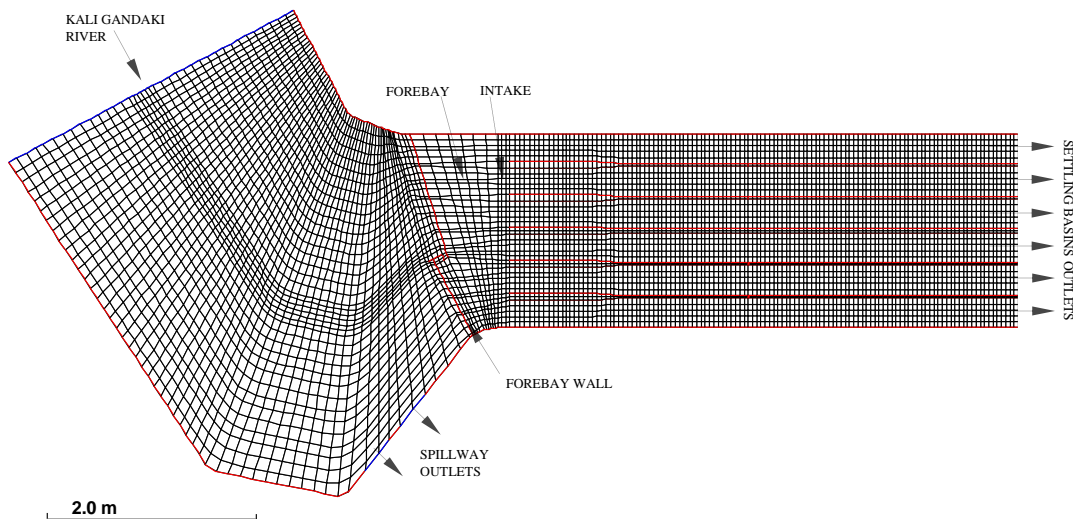 KALI GANDAKI
RIVER
FOREBAY
INTAKE
SETTLING BASINS OUTLETS
FOREBAY WALL
SPILLWAY
OUTLETS
2.0 m